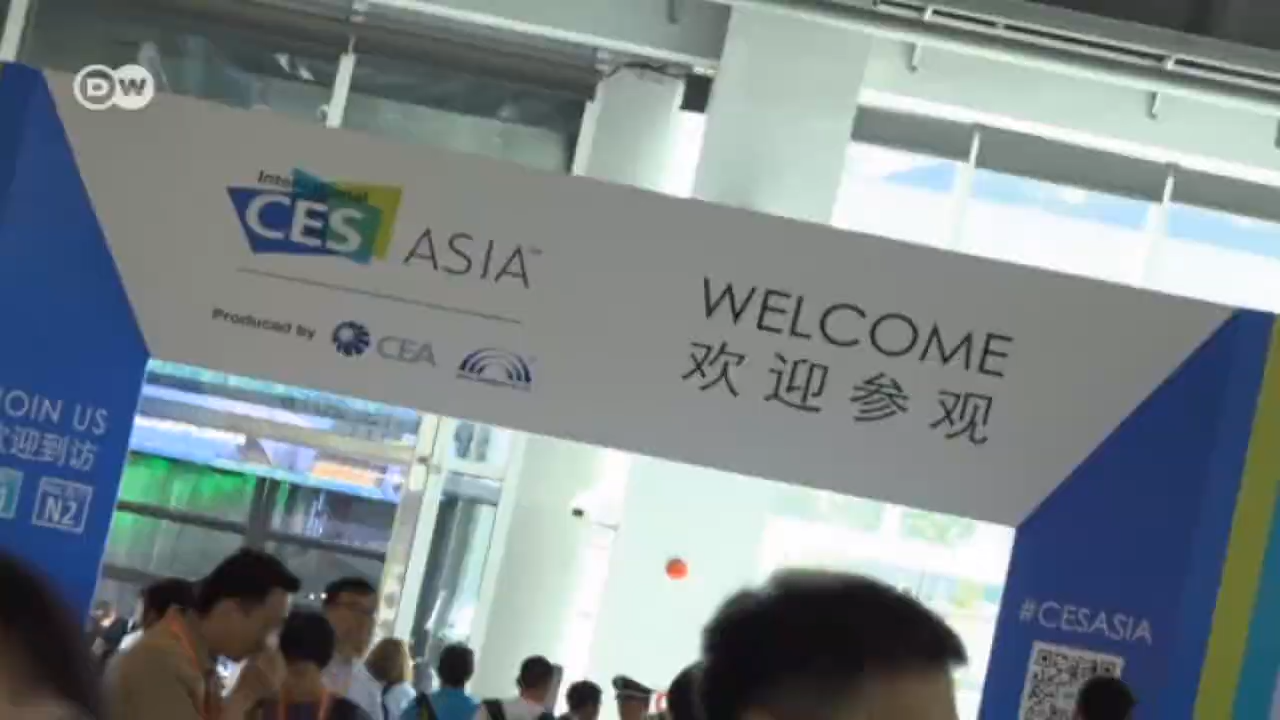 DW
International
CES ASIA™
Produced by CEA
WELCOME
欢迎参观
JOIN US
欢迎到访
N2
#CESASIA